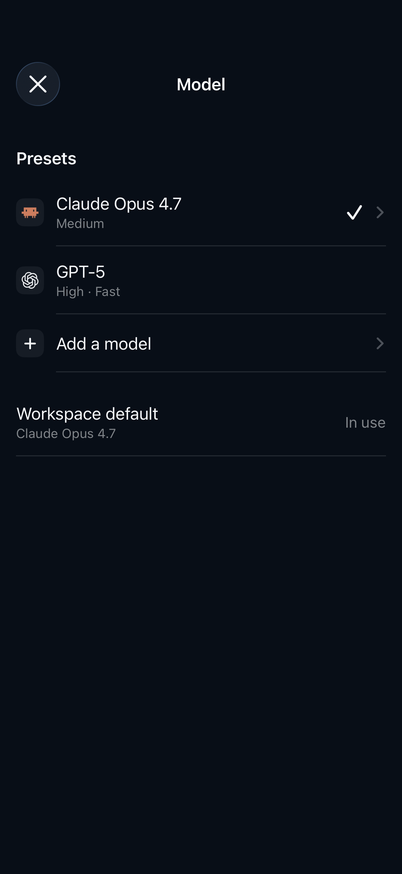 Model
Presets
Claude Opus 4.7
Medium
GPT-5
High · Fast
Add a model
Workspace default
Claude Opus 4.7
In use